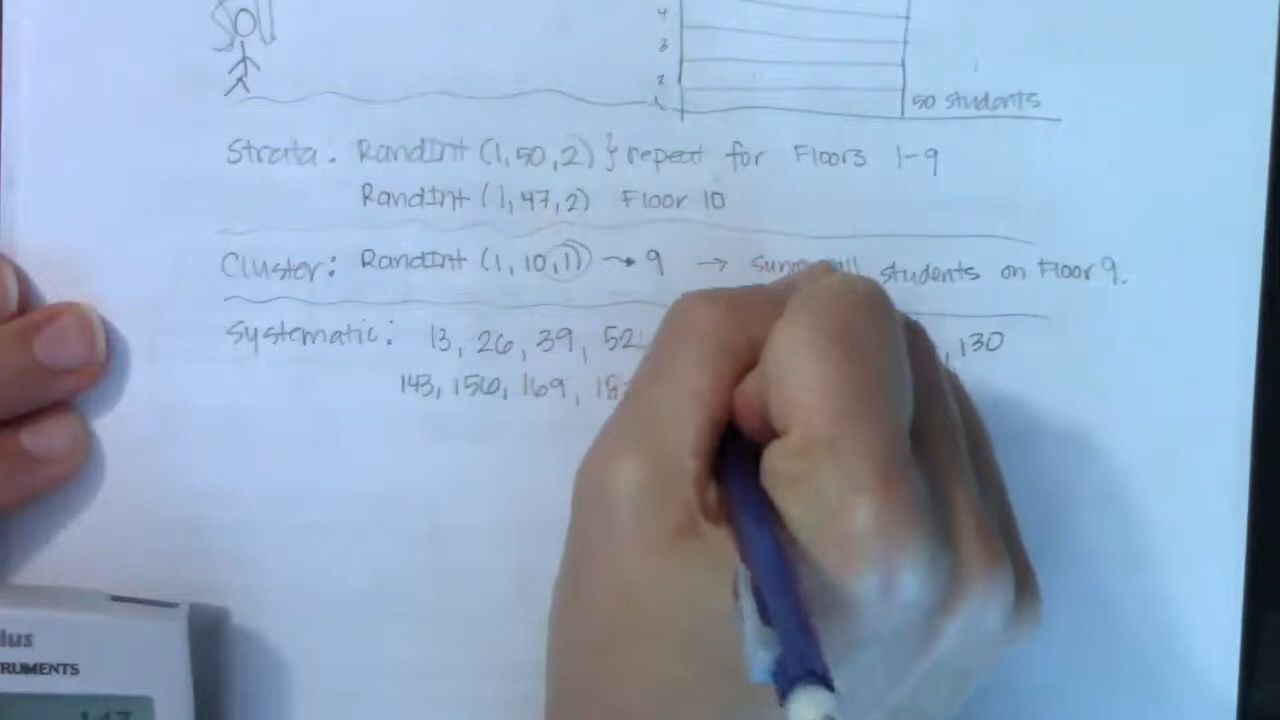 4
3
2
1
50 students
Strata. RandInt (1, 50, 2) } repeat for Floors 1-9
RandInt (1, 47, 2) Floor 10
Cluster: RandInt (1, 10, 1) → 9 → students on Floor 9.
Systematic: 13, 26, 39, 52, , 130
143, 156, 169,
lus
RUMENTS
147